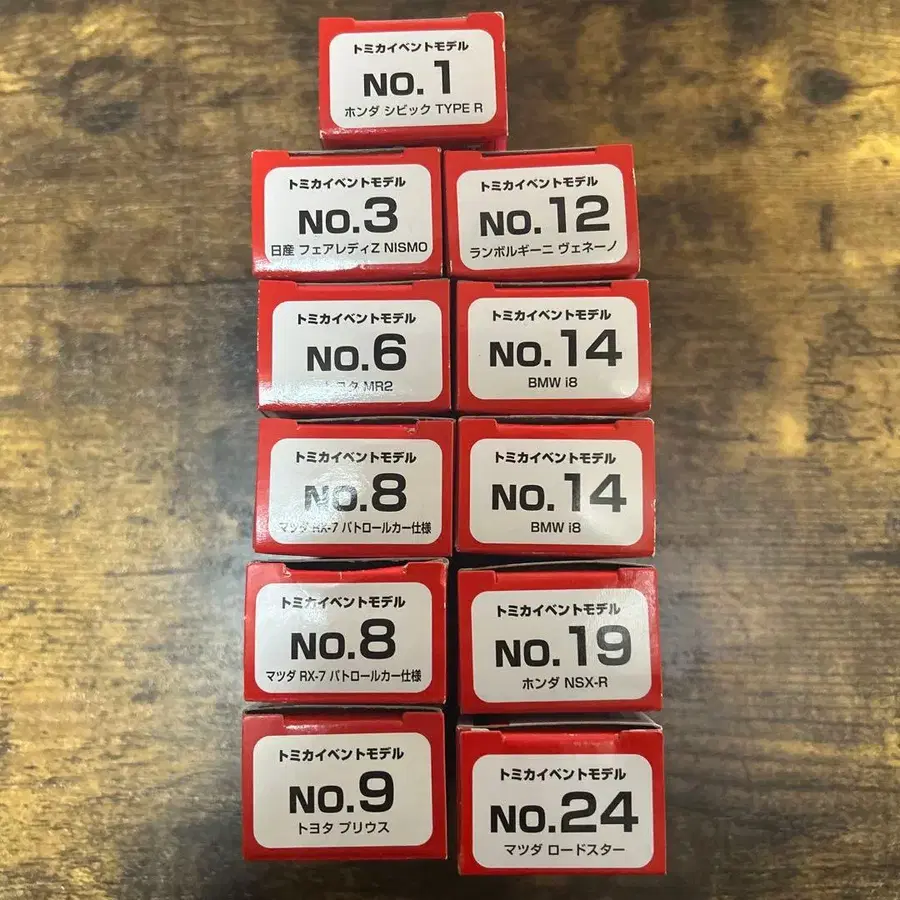 トミカイベントモデル
NO.1
ホンダ シビック TYPE R
トミカイベントモデル
NO.3
日産 フェアレディZ NISMO
トミカイベントモデル
NO.12
ランボルギーニ ヴェネーノ
トミカイベントモデル
NO.6
トヨタ MR2
トミカイベントモデル
NO.14
BMW i8
トミカイベントモデル
NO.8
マツダ RX-7 パトロールカー仕様
トミカイベントモデル
NO.14
BMW i8
トミカイベントモデル
NO.8
マツダ RX-7 パトロールカー仕様
トミカイベントモデル
NO.19
ホンダ NSX-R
トミカイベントモデル
NO.9
トヨタ プリウス
トミカイベントモデル
NO.24
マツダ ロードスター